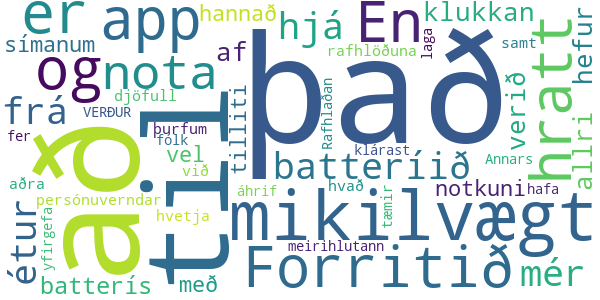 er
app
hjá
En
klukkan
hannað
símanum
og
nota
af
rafhlöðuna
laga
samt
hefur
frá
djöfull
VERÐUR
tilliti
það
Rafhlaðan
verið
hratt
allri
fer
að
þurfum
fólk
til
vel
við
batteríið
klárast
Annars
aðra
persónuverndar
áhrif
hvað
tæmir
notkuni
hafa
étur
yfirgefa
hvetja
mikilvægt
meirihlutann
batterís
með
Forritið
mér